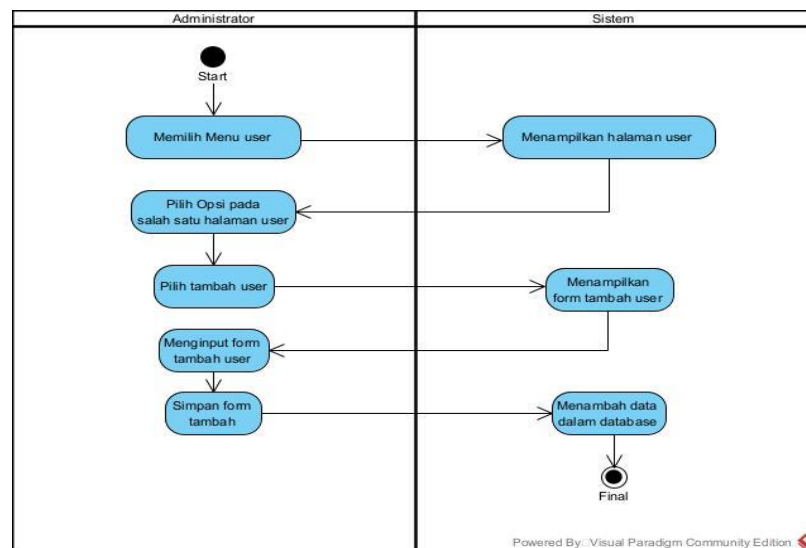 Administrator
Sistem
Start
Memilih Menu user
Menampilkan halaman user
Pilih Opsi pada
salah satu halaman user
Pilih tambah user
Menampilkan
form tambah user
Menginput form
tambah user
Simpan form
tambah
Menambah data
dalam database
Final
Powered By Visual Paradigm Community Edition